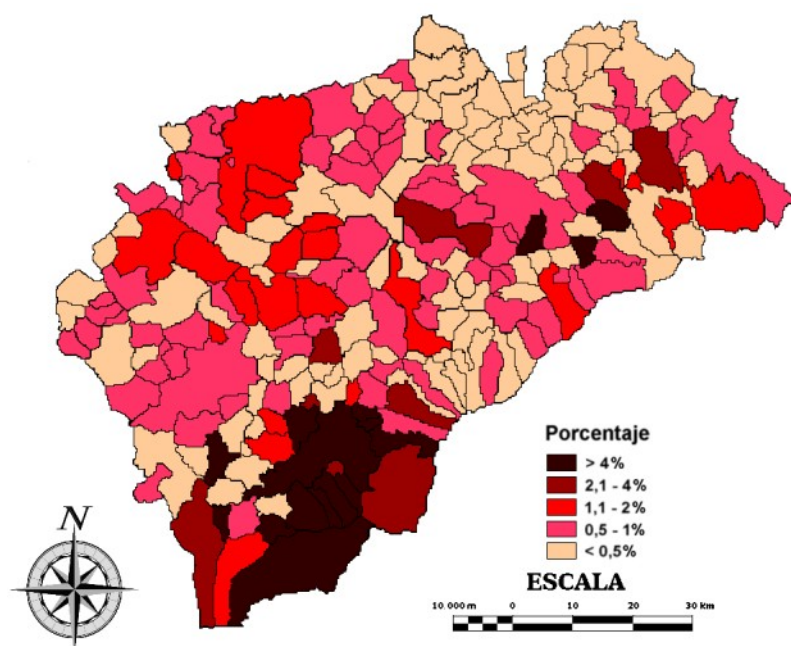 Porcentaje
> 4%
2,1 - 4%
1,1 - 2%
0,5 - 1%
< 0,5%
N
ESCALA
10.000 m 0 10 20 30 km